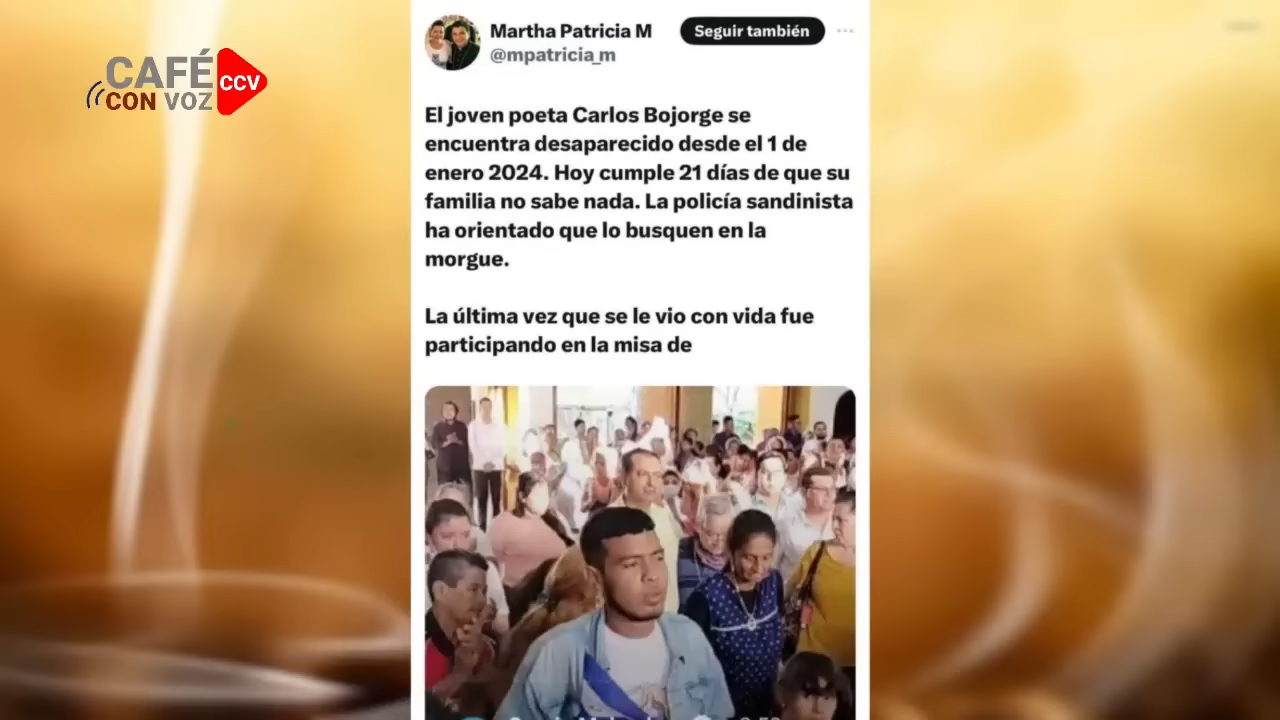 CAFÉ
CON VOZ
CCV
Martha Patricia M
@mpatricia_m
Seguir también
El joven poeta Carlos Bojorge se
encuentra desaparecido desde el 1 de
enero 2024. Hoy cumple 21 días de que su
familia no sabe nada. La policía sandinista
ha orientado que lo busquen en la
morgue.
La última vez que se le vio con vida fue
participando en la misa de